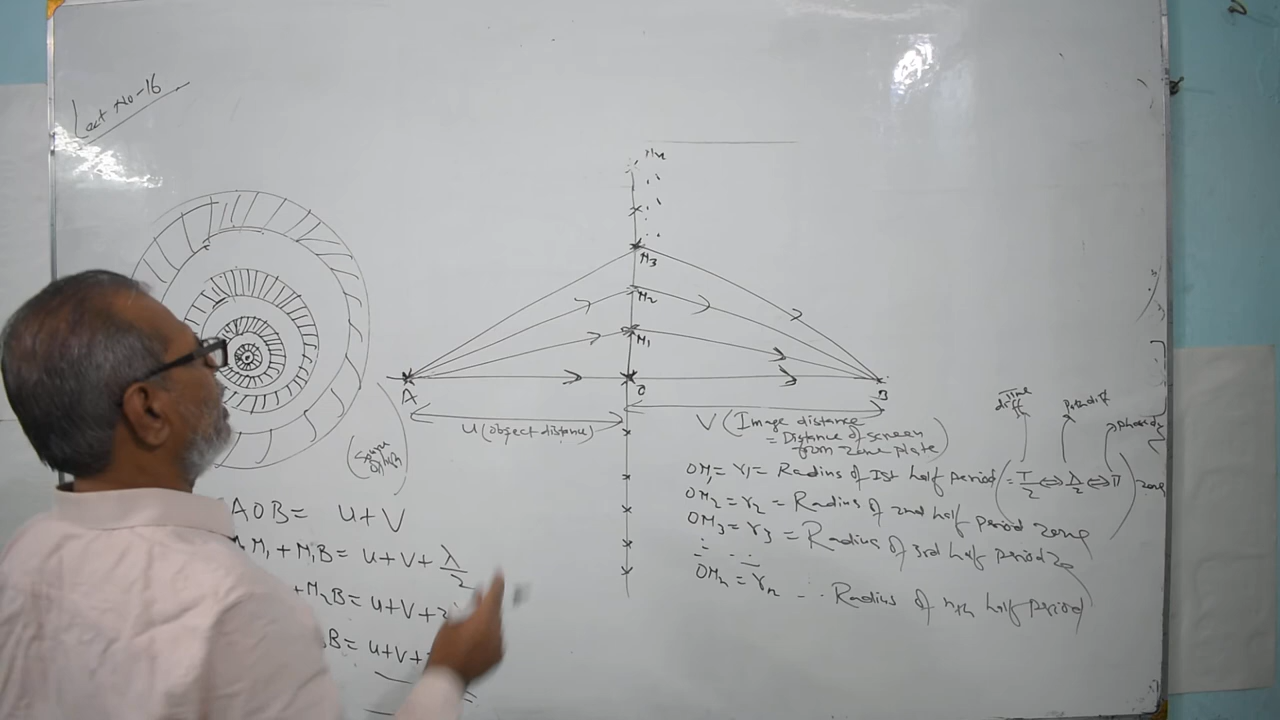 Lect No-16
Mn
M3
M2
M1
A
O
B
U (object distance)
V (Image distance
= Distance of screen
from zone plate)
Time
diff
path diff
OM1 = r1 = Radius of Ist half period (= T/2 ⇔ λ/2 ⇔ π) zone
OM2 = r2 = Radius of 2nd half period zone
OM3 = r3 = Radius of 3rd half period zo
OMn = rn ... Radius of nth half period
AOB = U+V
M1 + M1B = U+V+ λ/2
+M2B = U+V+2
B = U+V+